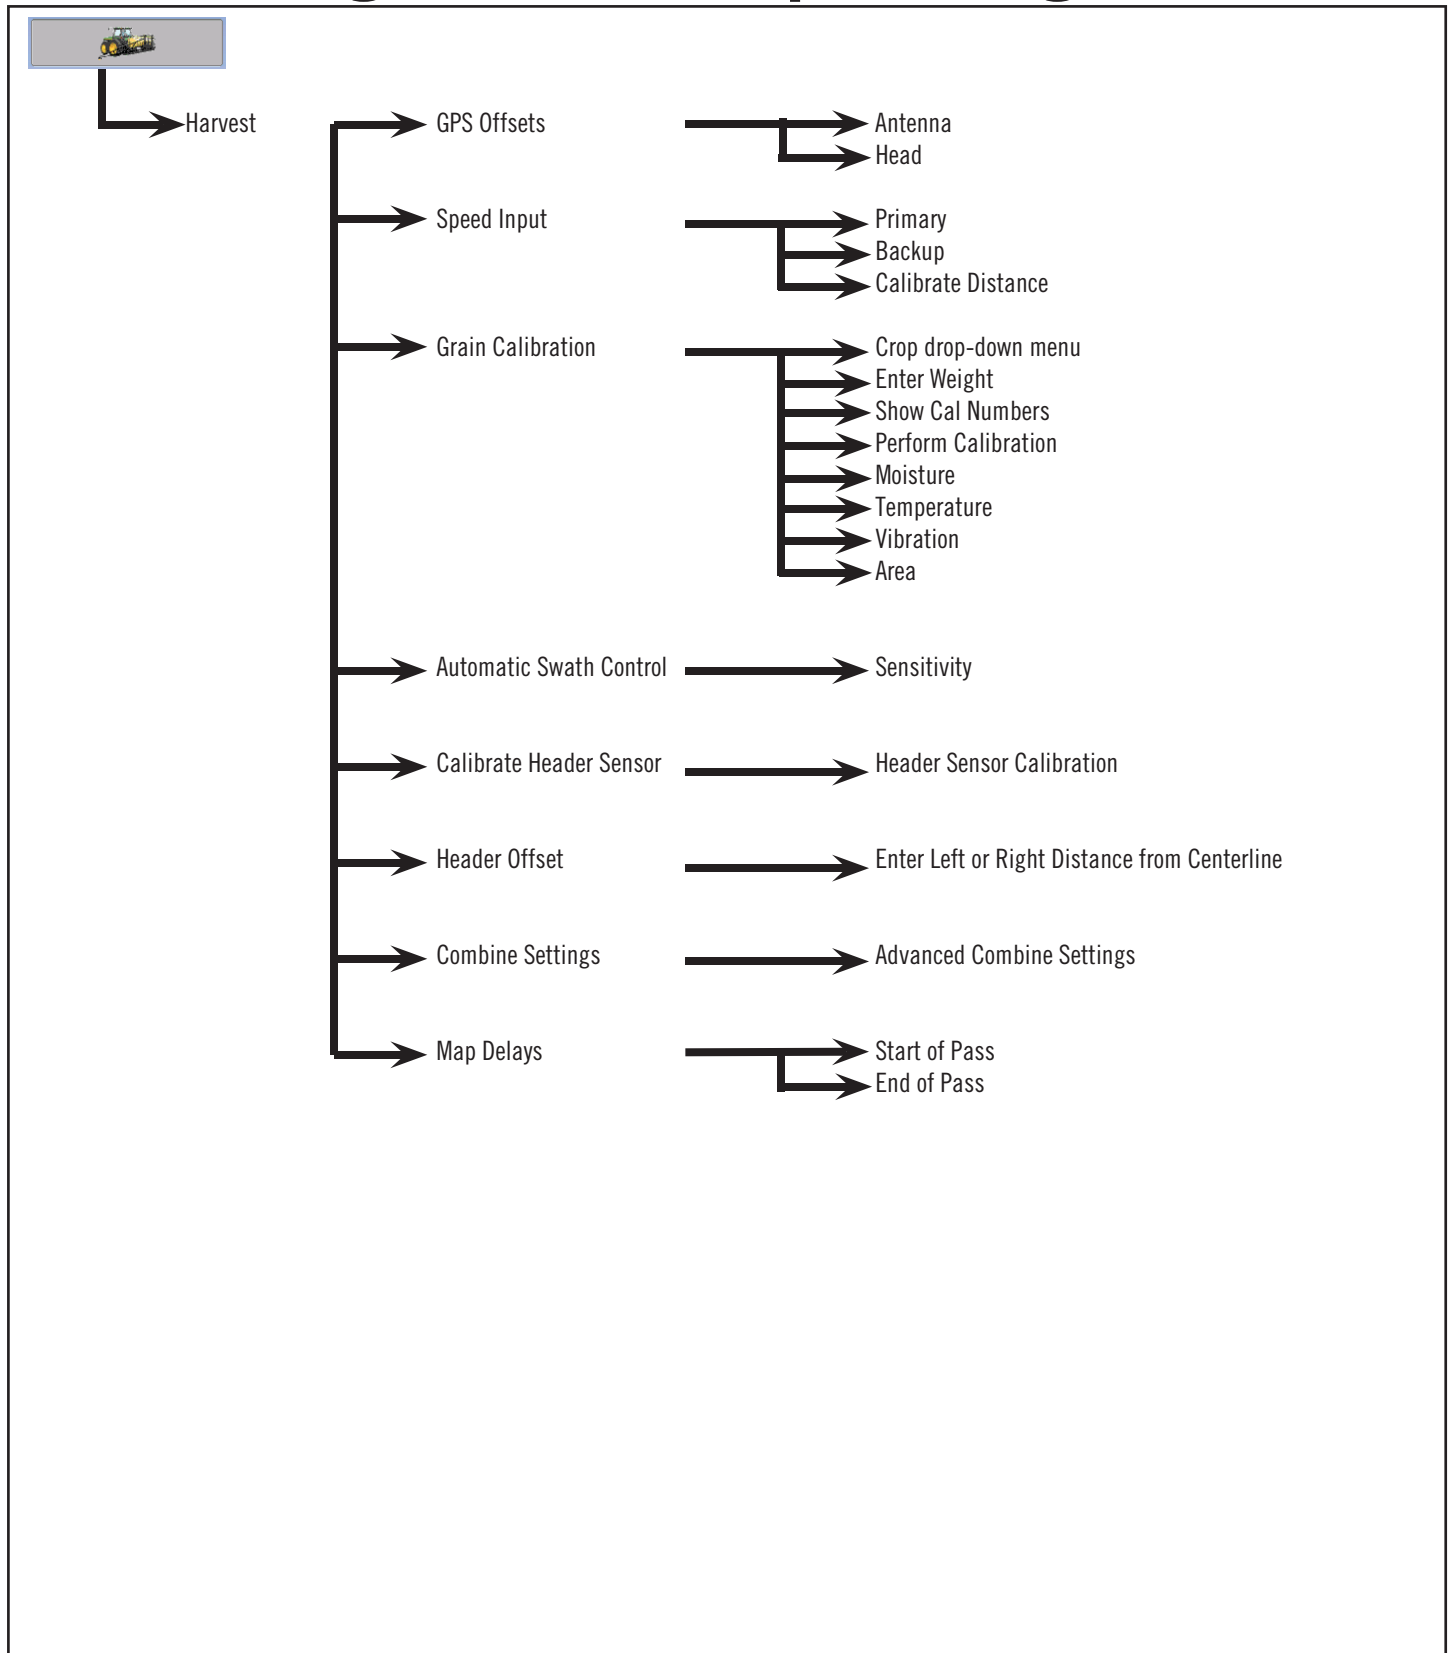 Harvest
GPS Offsets
Antenna
Head
Speed Input
Primary
Backup
Calibrate Distance
Grain Calibration
Crop drop-down menu
Enter Weight
Show Cal Numbers
Perform Calibration
Moisture
Temperature
Vibration
Area
Automatic Swath Control
Sensitivity
Calibrate Header Sensor
Header Sensor Calibration
Header Offset
Enter Left or Right Distance from Centerline
Combine Settings
Advanced Combine Settings
Map Delays
Start of Pass
End of Pass